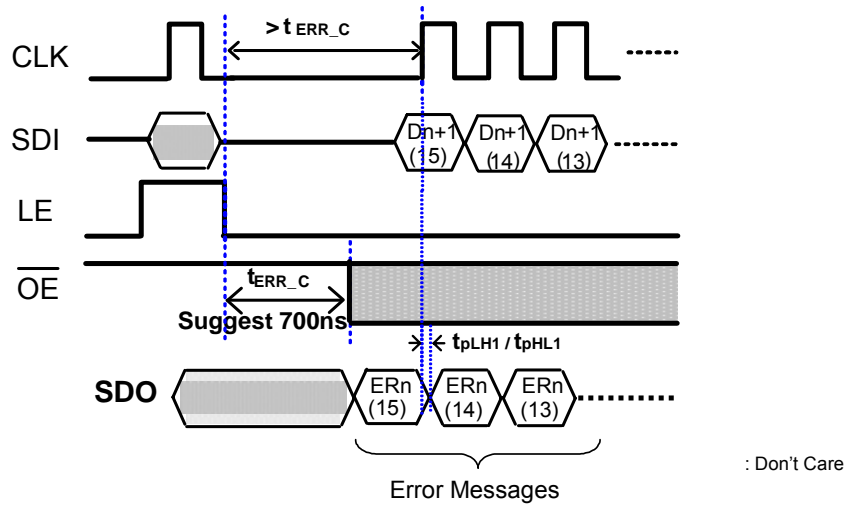 > t ERR_C
CLK
SDI
Dn+1 (15)
Dn+1 (14)
Dn+1 (13)
LE
OE
tERR_C
Suggest 700ns
tpLH1 / tpHL1
SDO
ERn (15)
ERn (14)
ERn (13)
: Don't Care
Error Messages